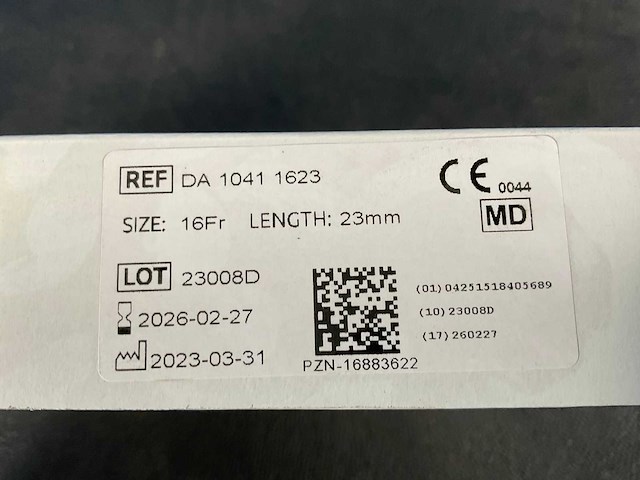 REF DA 1041 1623
CE 0044
SIZE: 16Fr LENGTH: 23mm
MD
LOT 23008D
2026-02-27
2023-03-31
PZN-16883622
(01)04251518405689
(10)23008D
(17)260227